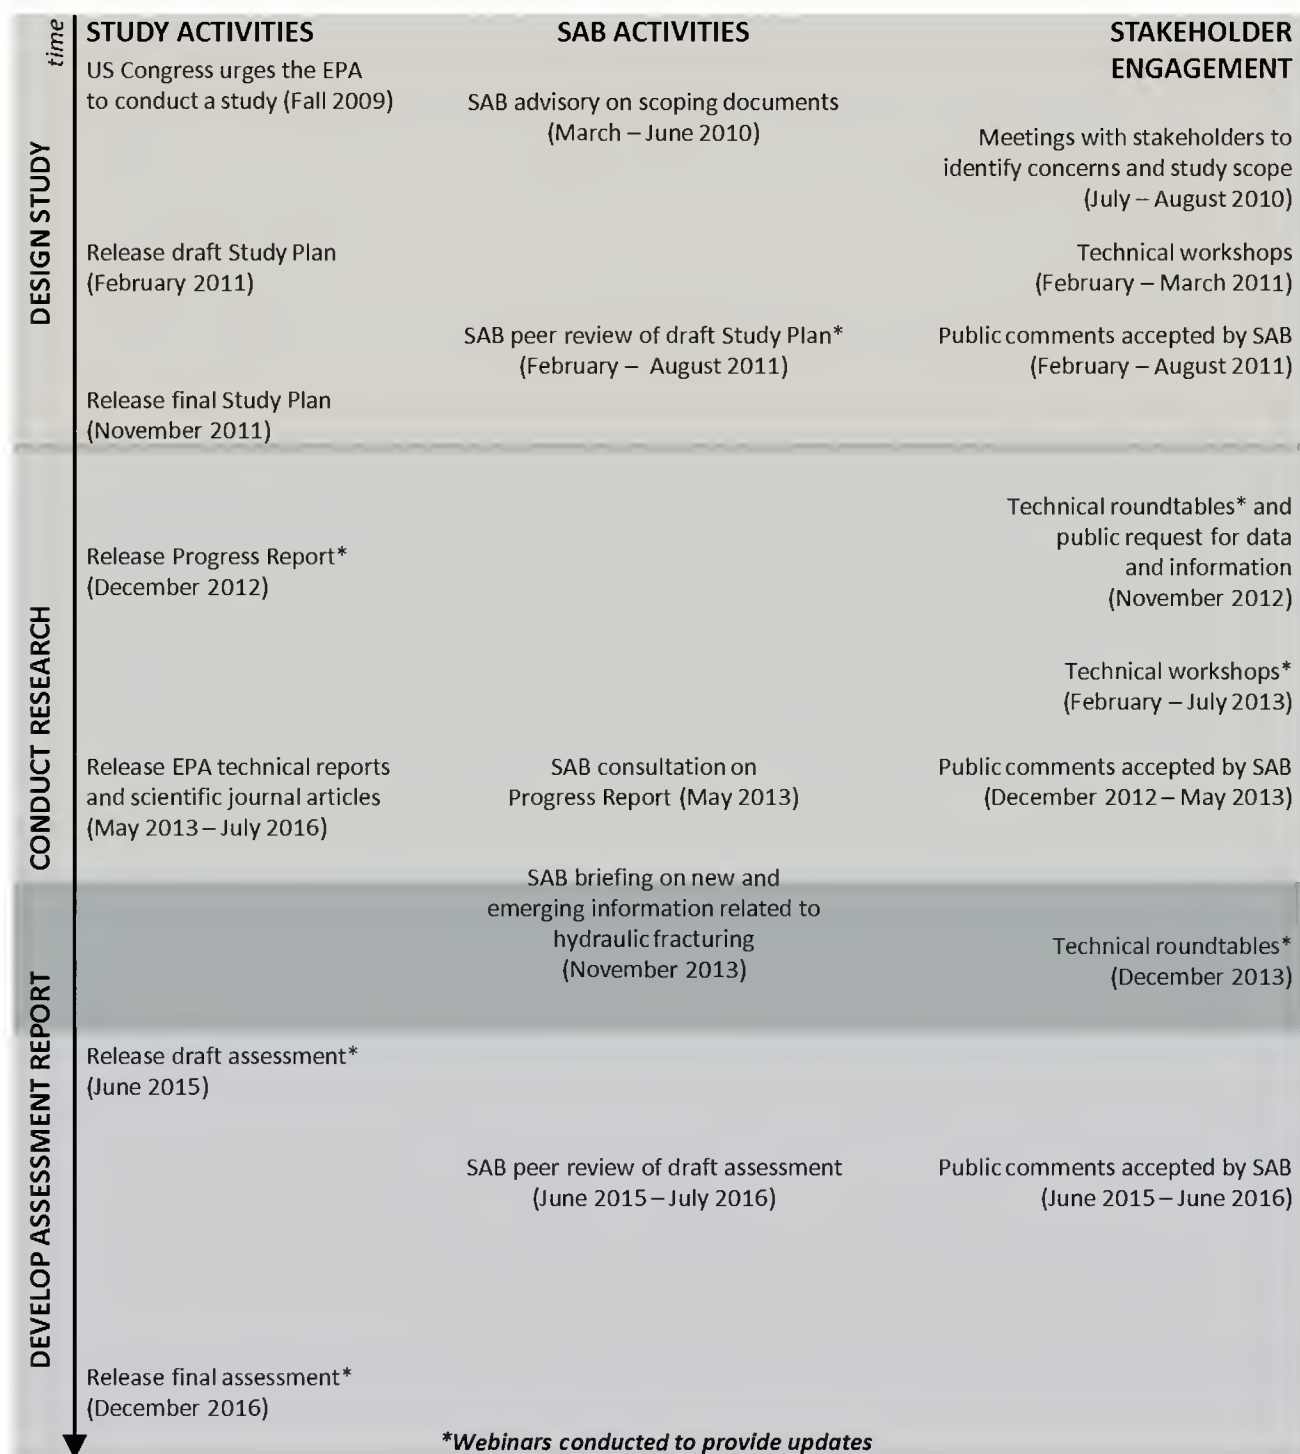 time
STUDY ACTIVITIES
US Congress urges the EPA
to conduct a study (Fall 2009)
SAB ACTIVITIES
SAB advisory on scoping documents
(March – June 2010)
STAKEHOLDER
ENGAGEMENT
Meetings with stakeholders to
identify concerns and study scope
(July – August 2010)
DESIGN STUDY
Release draft Study Plan
(February 2011)
Technical workshops
(February – March 2011)
SAB peer review of draft Study Plan*
(February – August 2011)
Public comments accepted by SAB
(February – August 2011)
Release final Study Plan
(November 2011)
CONDUCT RESEARCH
Technical roundtables* and
public request for data
and information
(November 2012)
Release Progress Report*
(December 2012)
Technical workshops*
(February – July 2013)
Release EPA technical reports
and scientific journal articles
(May 2013 – July 2016)
SAB consultation on
Progress Report (May 2013)
Public comments accepted by SAB
(December 2012 – May 2013)
SAB briefing on new and
emerging information related to
hydraulic fracturing
(November 2013)
Technical roundtables*
(December 2013)
DEVELOP ASSESSMENT REPORT
Release draft assessment*
(June 2015)
SAB peer review of draft assessment
(June 2015 – July 2016)
Public comments accepted by SAB
(June 2015 – June 2016)
Release final assessment*
(December 2016)
*Webinars conducted to provide updates